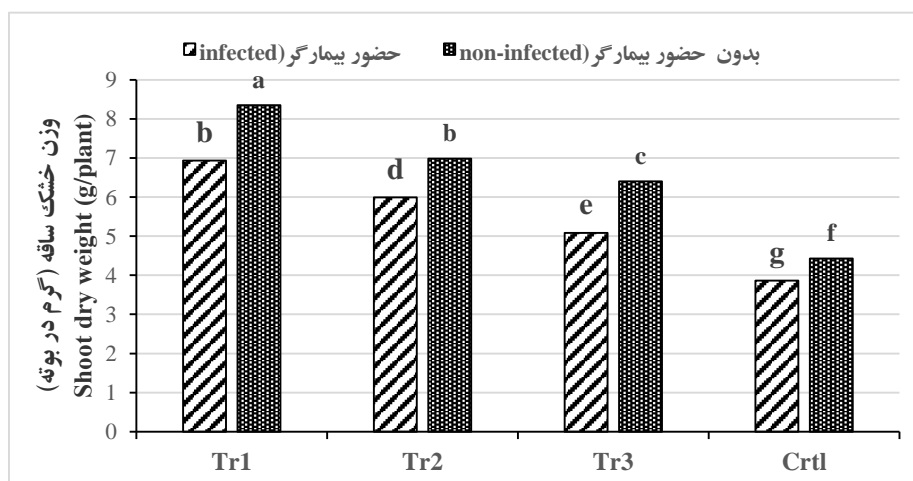 حضور بیمارگر(infected
بدون حضور بیمارگر(non-infected
وزن خشک ساقه (گرم در بوته)
Shoot dry weight (g/plant)
9
8
7
6
5
4
3
2
1
0
b
a
d
b
e
c
g
f
Tr1
Tr2
Tr3
Crtl